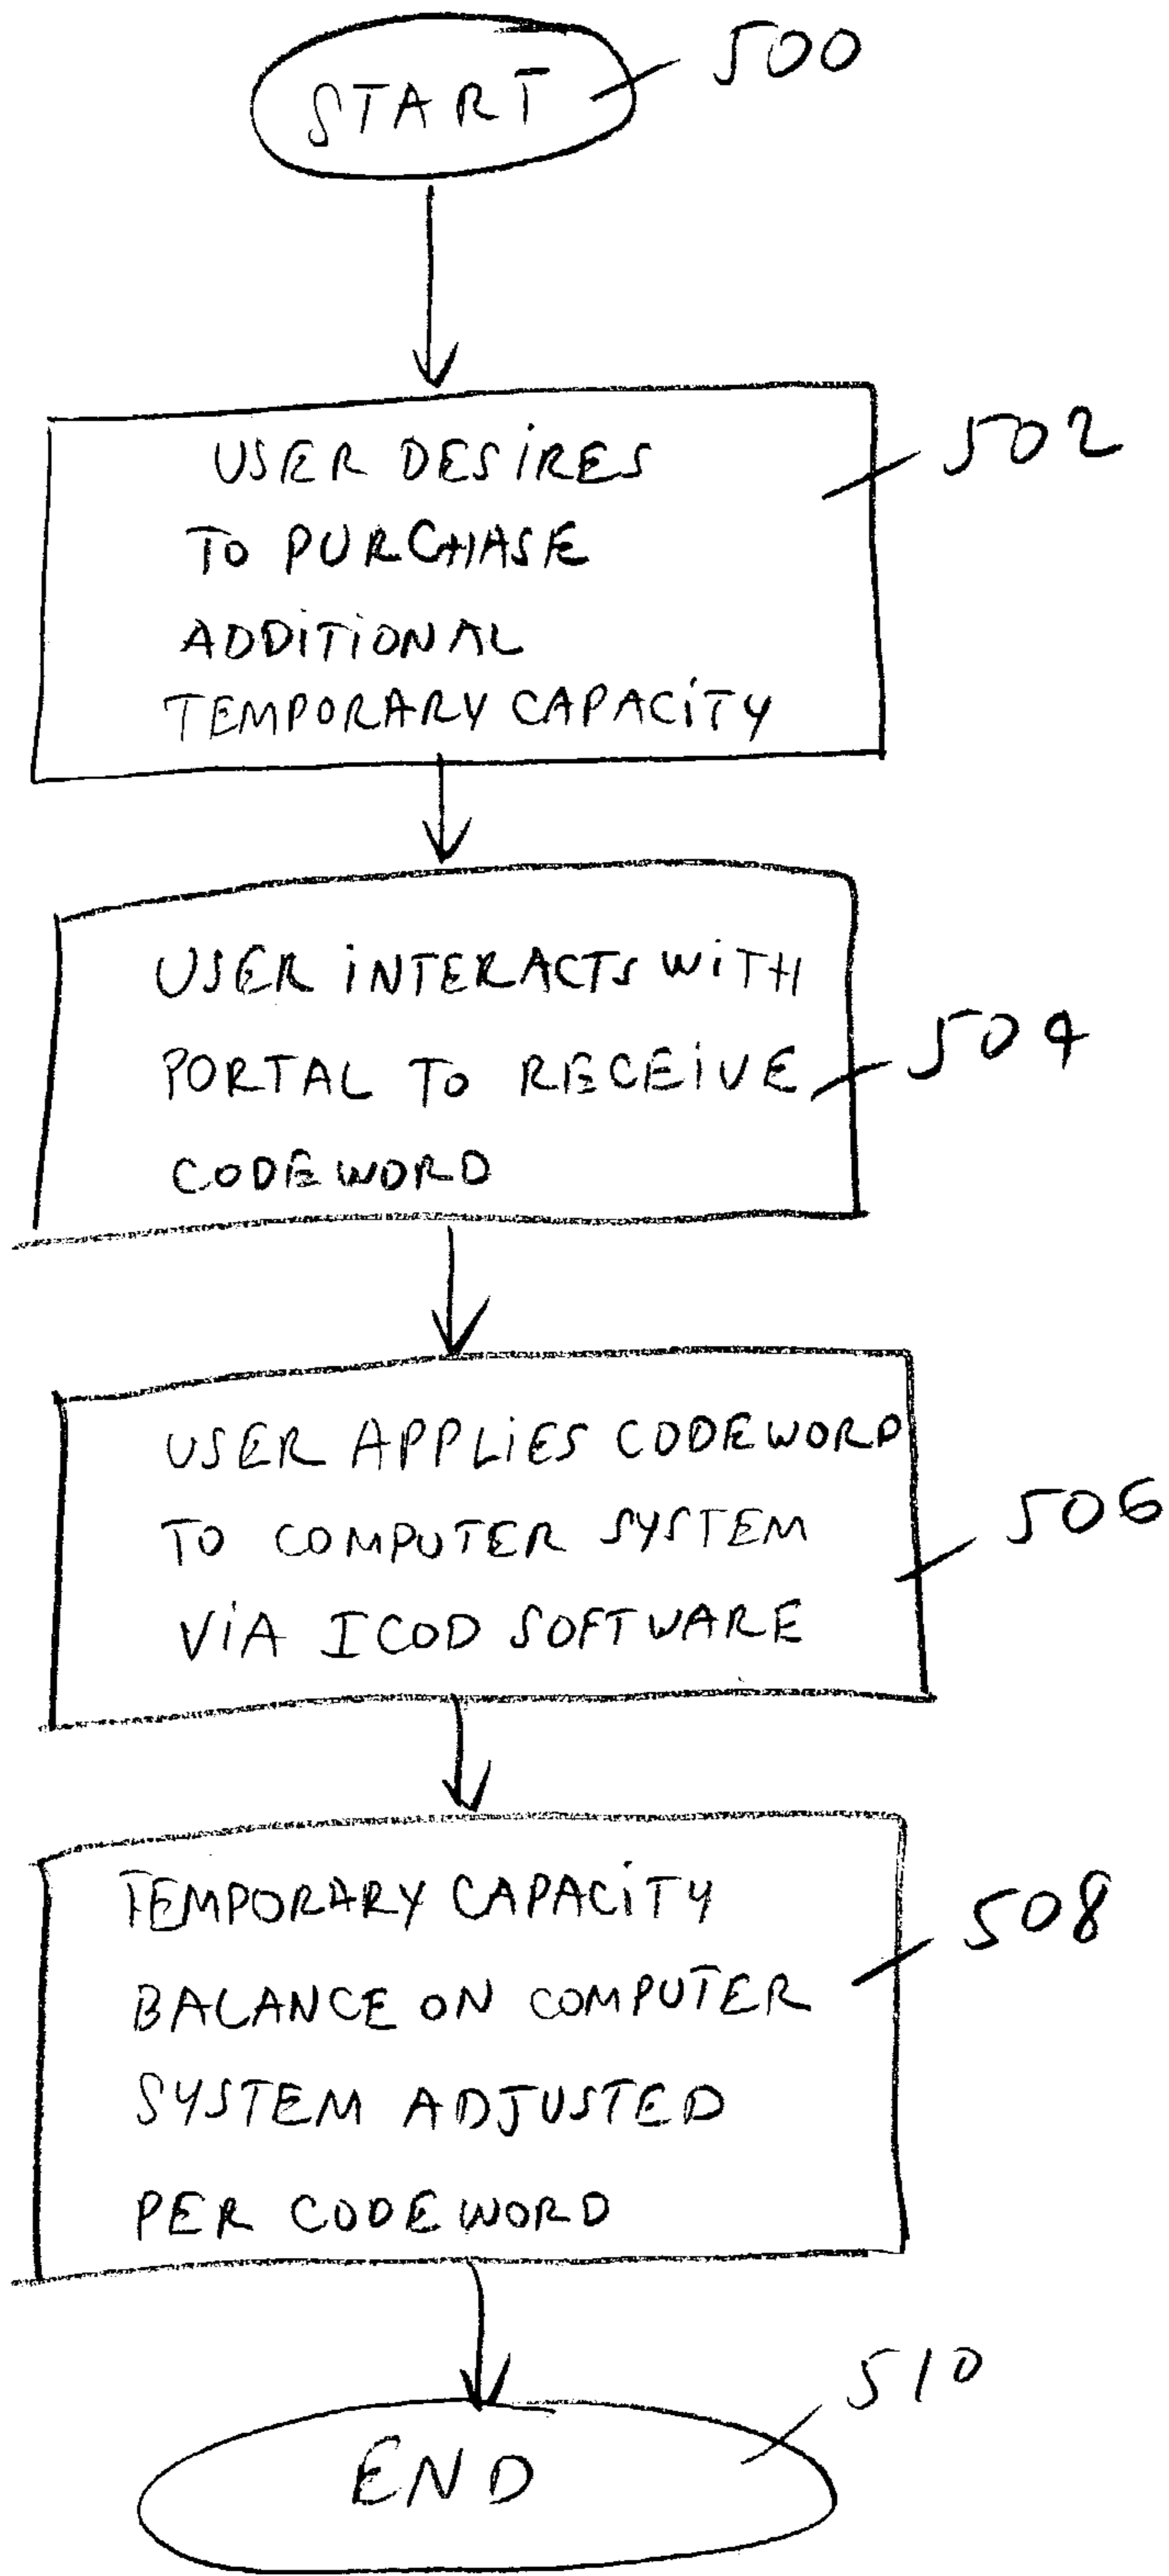 START
500
USER DESIRES
502
TO PURCHASE
ADDITIONAL
TEMPORARY CAPACITY
USER INTERACTS WITH
PORTAL TO RECEIVE
504
CODEWORD
USER APPLIES CODEWORD
TO COMPUTER SYSTEM
506
VIA ICOD SOFTWARE
TEMPORARY CAPACITY
508
BALANCE ON COMPUTER
SYSTEM ADJUSTED
PER CODEWORD
510
END